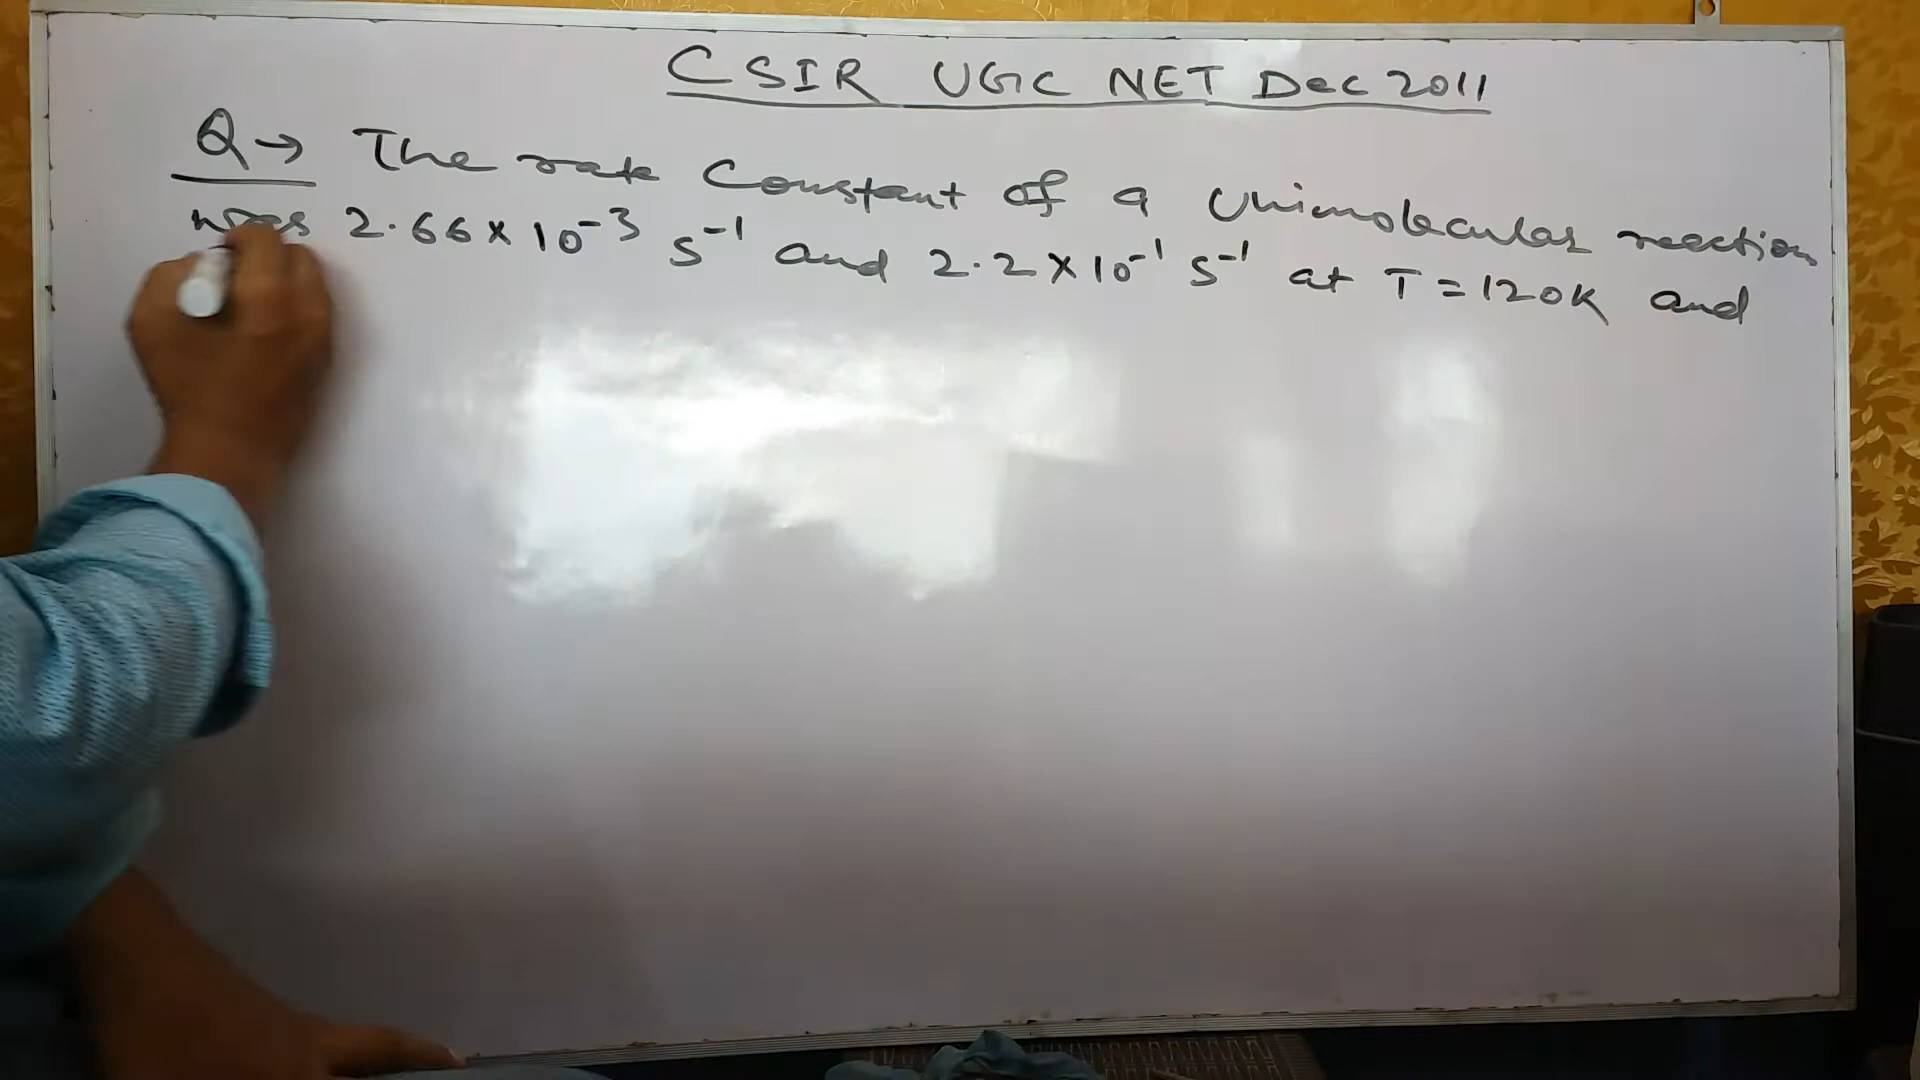 CSIR UGC NET Dec 2011
Q→ The rate Constant of a Unimolecular reaction
was 2.66 × 10⁻³ s⁻¹ and 2.2 × 10⁻¹ s⁻¹ at T = 120K and